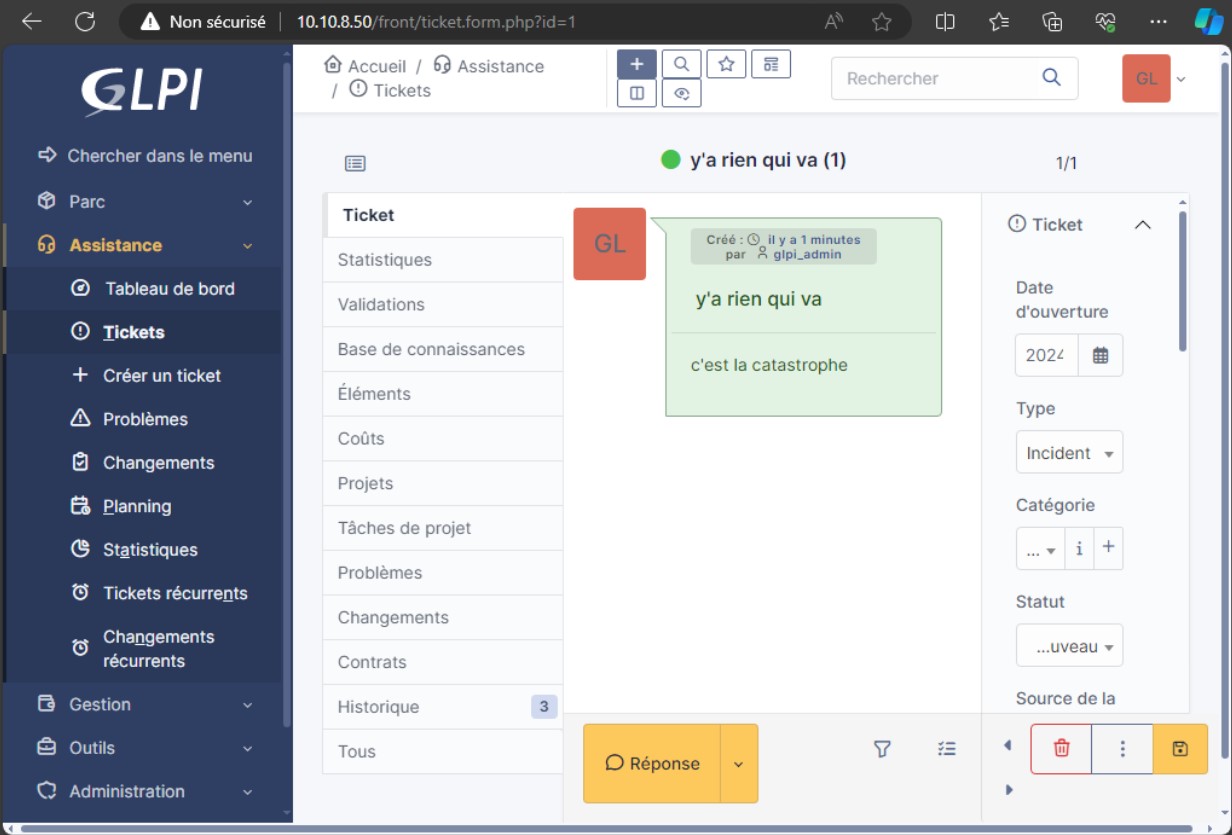 Non sécurisé
10.10.8.50/front/ticket.form.php?id=1
GLPI
Chercher dans le menu
Parc
Assistance
Tableau de bord
Tickets
Créer un ticket
Problèmes
Changements
Planning
Statistiques
Tickets récurrents
Changements
récurrents
Gestion
Outils
Administration
Accueil / Assistance
/ Tickets
Rechercher
GL
y'a rien qui va (1)
1/1
Ticket
Statistiques
Validations
Base de connaissances
Éléments
Coûts
Projets
Tâches de projet
Problèmes
Changements
Contrats
Historique 3
Tous
GL
Créé : il y a 1 minutes
par glpi_admin
y'a rien qui va
c'est la catastrophe
Réponse
Ticket
Date
d'ouverture
2024
Type
Incident
Catégorie
...
Statut
...uveau
Source de la